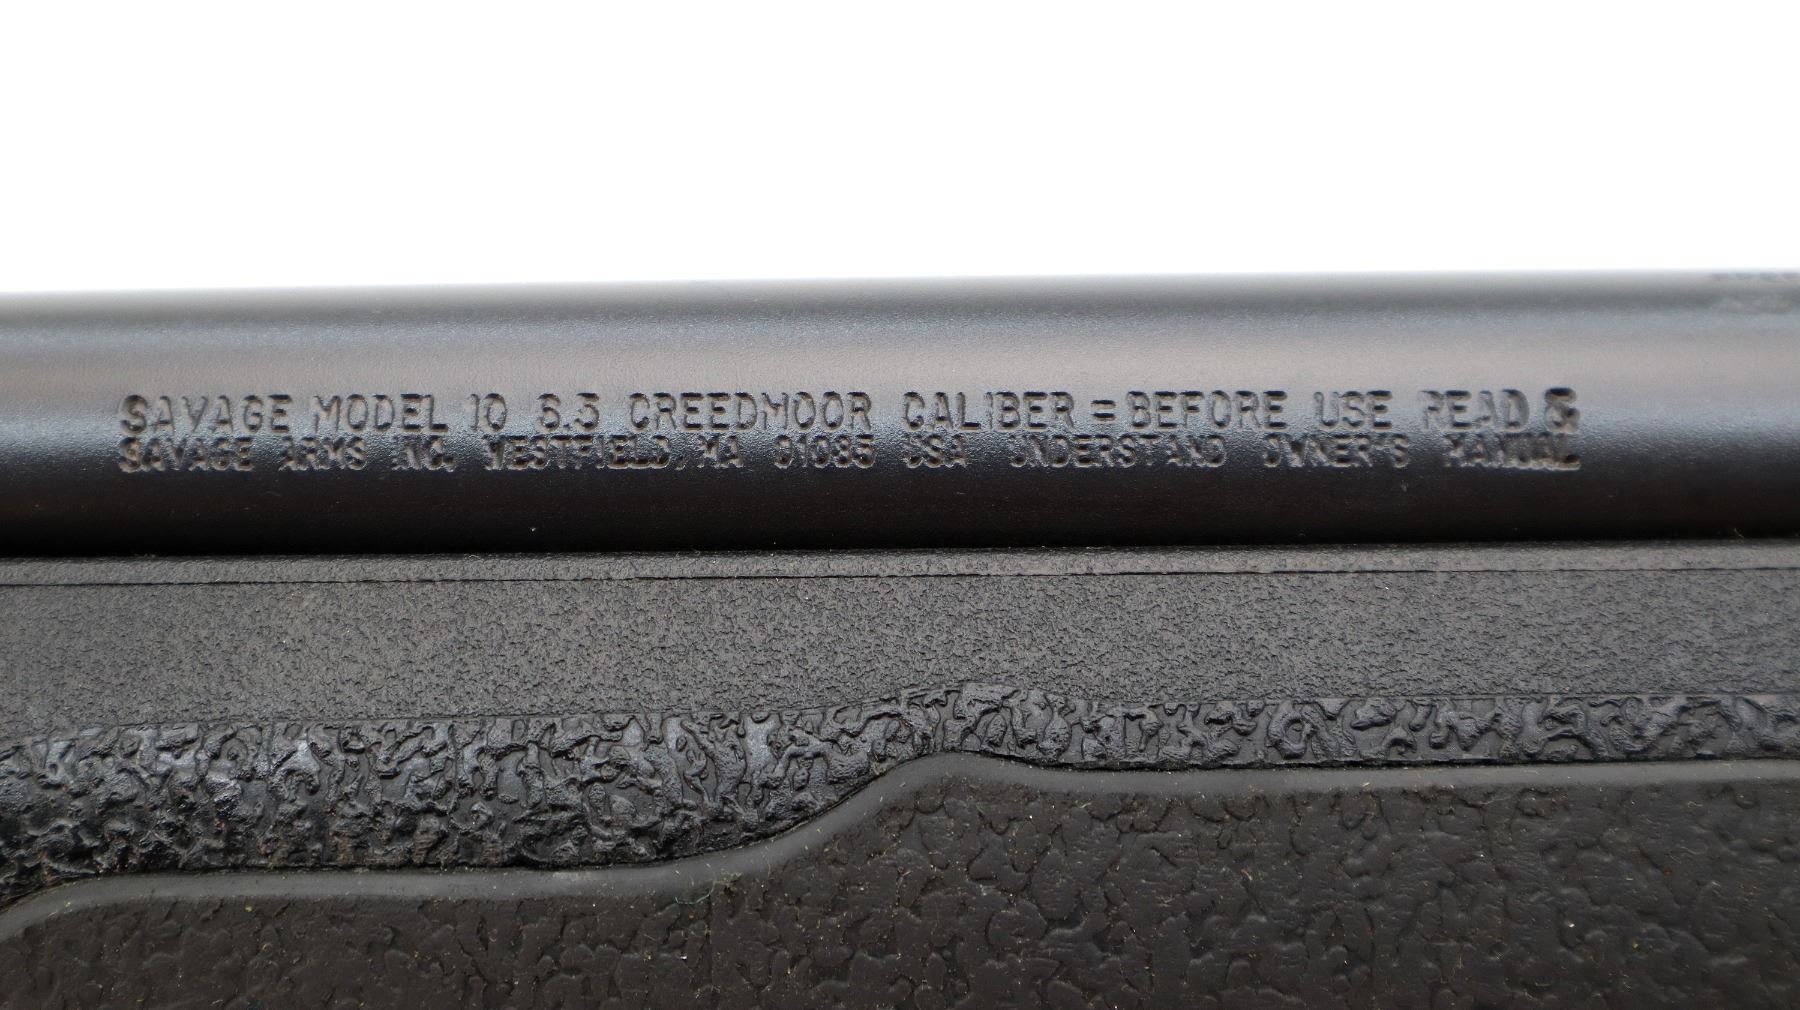 SAVAGE MODEL 10 6.5 CREEDMOOR CALIBER = BEFORE USE READ &
SAVAGE ARMS INC. WESTFIELD, MA 01085 USA UNDERSTAND OWNER'S MANUAL